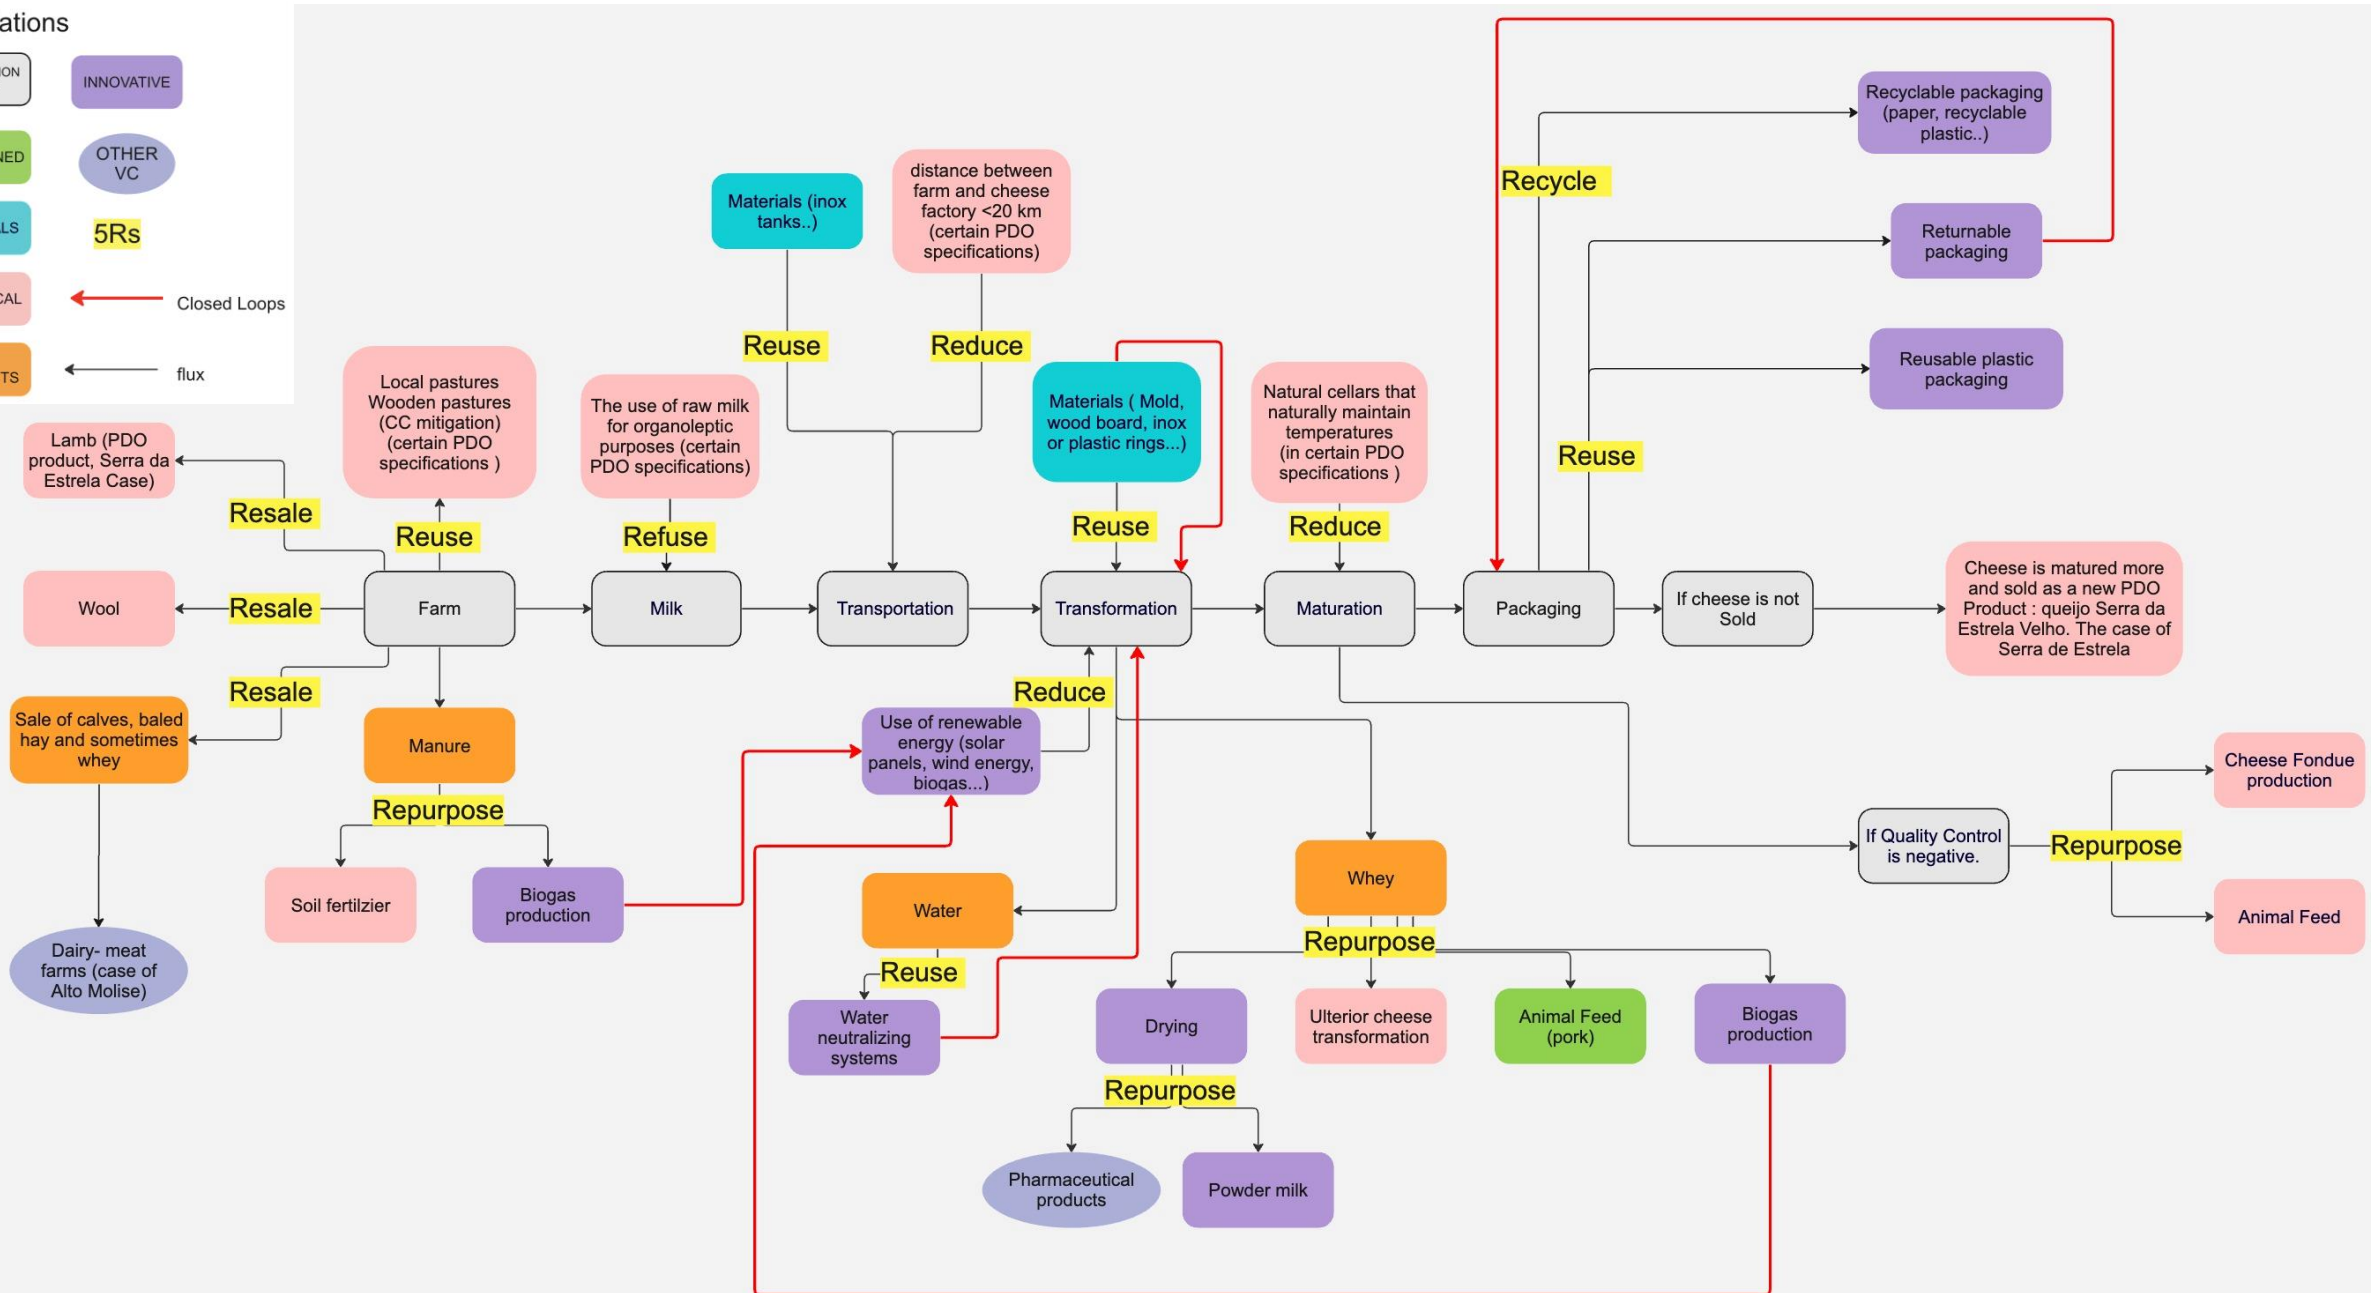 ations
ION
INNOVATIVE
NED
OTHER
VC
ALS
5Rs
CAL
Closed Loops
TS
flux
Recyclable packaging
(paper, recyclable
plastic..)
Recycle
Returnable
packaging
Reusable plastic
packaging
Reuse
Materials (inox
tanks..)
distance between
farm and cheese
factory <20 km
(certain PDO
specifications)
Reuse
Reduce
Local pastures
Wooden pastures
(CC mitigation)
(certain PDO
specifications )
The use of raw milk
for organoleptic
purposes (certain
PDO specifications)
Materials ( Mold,
wood board, inox
or plastic rings...)
Natural cellars that
naturally maintain
temperatures
(in certain PDO
specifications )
Lamb (PDO
product, Serra da
Estrela Case)
Resale
Reuse
Refuse
Reuse
Reduce
Wool
Resale
Farm
Milk
Transportation
Transformation
Maturation
Packaging
If cheese is not
Sold
Cheese is matured more
and sold as a new PDO
Product : queijo Serra da
Estrela Velho. The case of
Serra de Estrela
Resale
Reduce
Sale of calves, baled
hay and sometimes
whey
Manure
Use of renewable
energy (solar
panels, wind energy,
biogas...)
Repurpose
Soil fertilzier
Biogas
production
Water
Whey
If Quality Control
is negative.
Repurpose
Cheese Fondue
production
Animal Feed
Dairy- meat
farms (case of
Alto Molise)
Reuse
Repurpose
Water
neutralizing
systems
Drying
Ulterior cheese
transformation
Animal Feed
(pork)
Biogas
production
Repurpose
Pharmaceutical
products
Powder milk